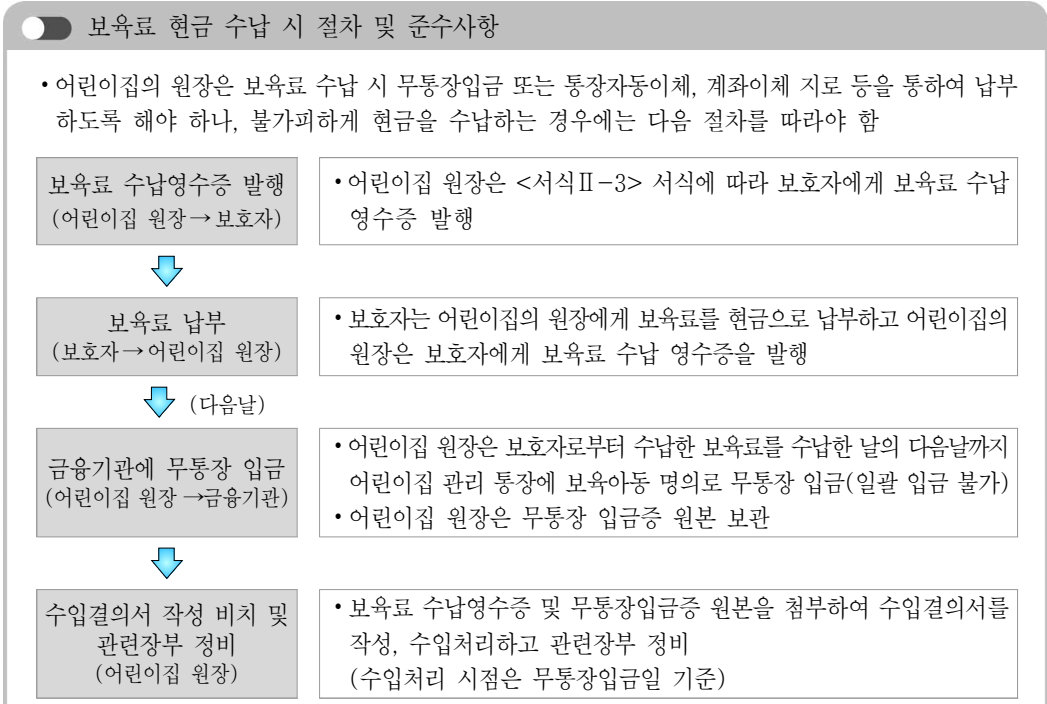 보육료 현금 수납 시 절차 및 준수사항
• 어린이집의 원장은 보육료 수납 시 무통장입금 또는 통장자동이체, 계좌이체 지로 등을 통하여 납부
하도록 해야 하나, 불가피하게 현금을 수납하는 경우에는 다음 절차를 따라야 함
보육료 수납영수증 발행
(어린이집 원장→보호자)
• 어린이집 원장은 <서식Ⅱ-3> 서식에 따라 보호자에게 보육료 수납
영수증 발행
보육료 납부
(보호자→어린이집 원장)
• 보호자는 어린이집의 원장에게 보육료를 현금으로 납부하고 어린이집의
원장은 보호자에게 보육료 수납 영수증을 발행
(다음날)
금융기관에 무통장 입금
(어린이집 원장→금융기관)
• 어린이집 원장은 보호자로부터 수납한 보육료를 수납한 날의 다음날까지
어린이집 관리 통장에 보육아동 명의로 무통장 입금(일괄 입금 불가)
• 어린이집 원장은 무통장 입금증 원본 보관
수입결의서 작성 비치 및
관련장부 정비
(어린이집 원장)
• 보육료 수납영수증 및 무통장입금증 원본을 첨부하여 수입결의서를
작성, 수입처리하고 관련장부 정비
(수입처리 시점은 무통장입금일 기준)